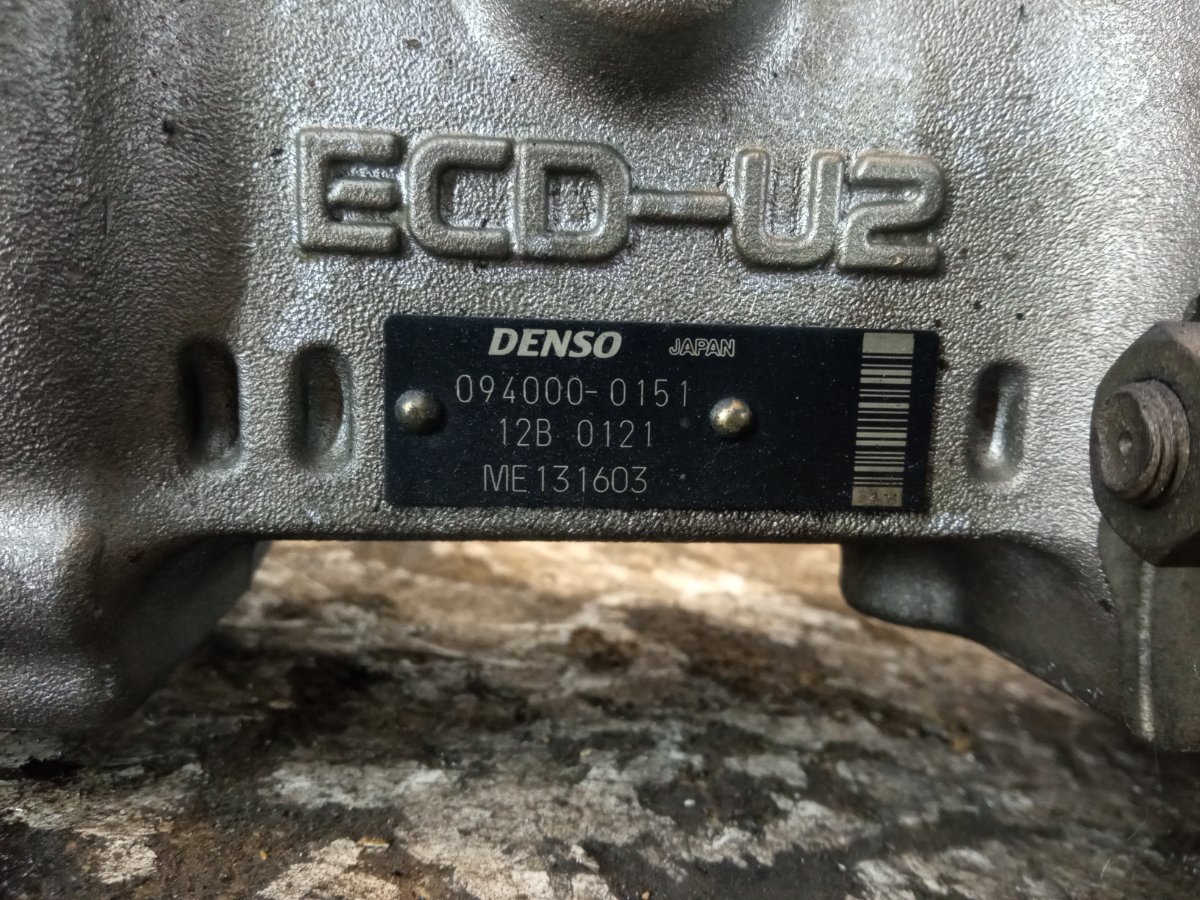 ECD-U2
DENSO JAPAN
094000-0151
12B 0121
ME131603